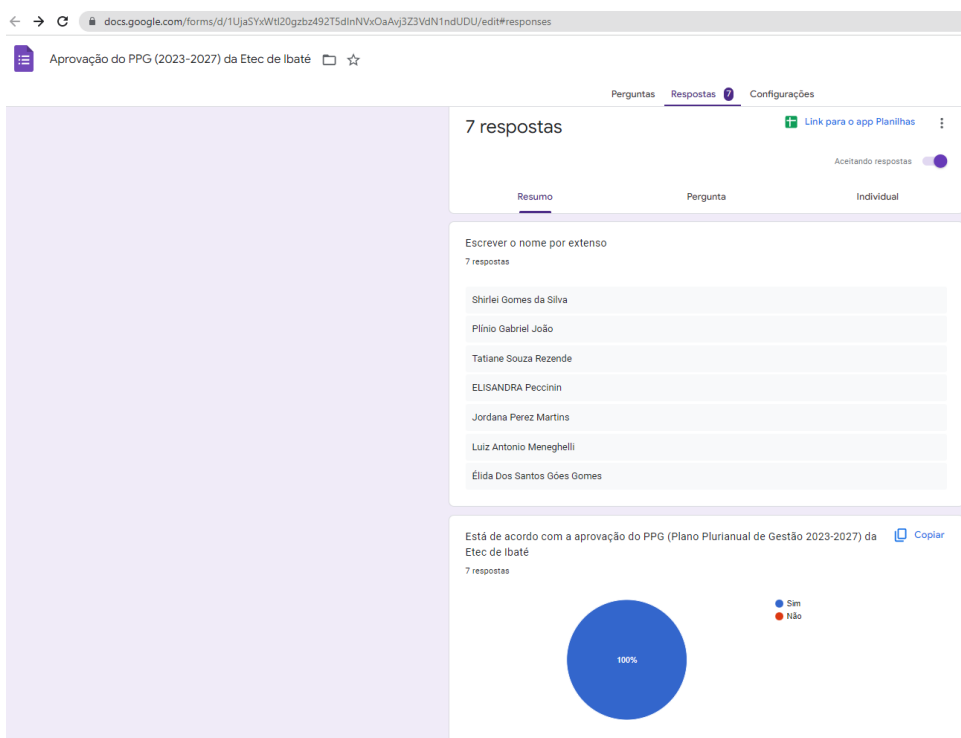 docs.google.com/forms/d/1UjaSYxWtI20gzbz492T5dInNVxOaAvj3Z3VdN1ndUDU/edit#responses
Aprovação do PPG (2023-2027) da Etec de Ibaté
Perguntas Respostas 7 Configurações
7 respostas Link para o app Planilhas
Aceitando respostas
Resumo Pergunta Individual
Escrever o nome por extenso
7 respostas
Shirlei Gomes da Silva
Plínio Gabriel João
Tatiane Souza Rezende
ELISANDRA Peccinin
Jordana Perez Martins
Luiz Antonio Meneghelli
Élida Dos Santos Góes Gomes
Está de acordo com a aprovação do PPG (Plano Plurianual de Gestão 2023-2027) da Copiar
Etec de Ibaté
7 respostas
Sim
Não
100%